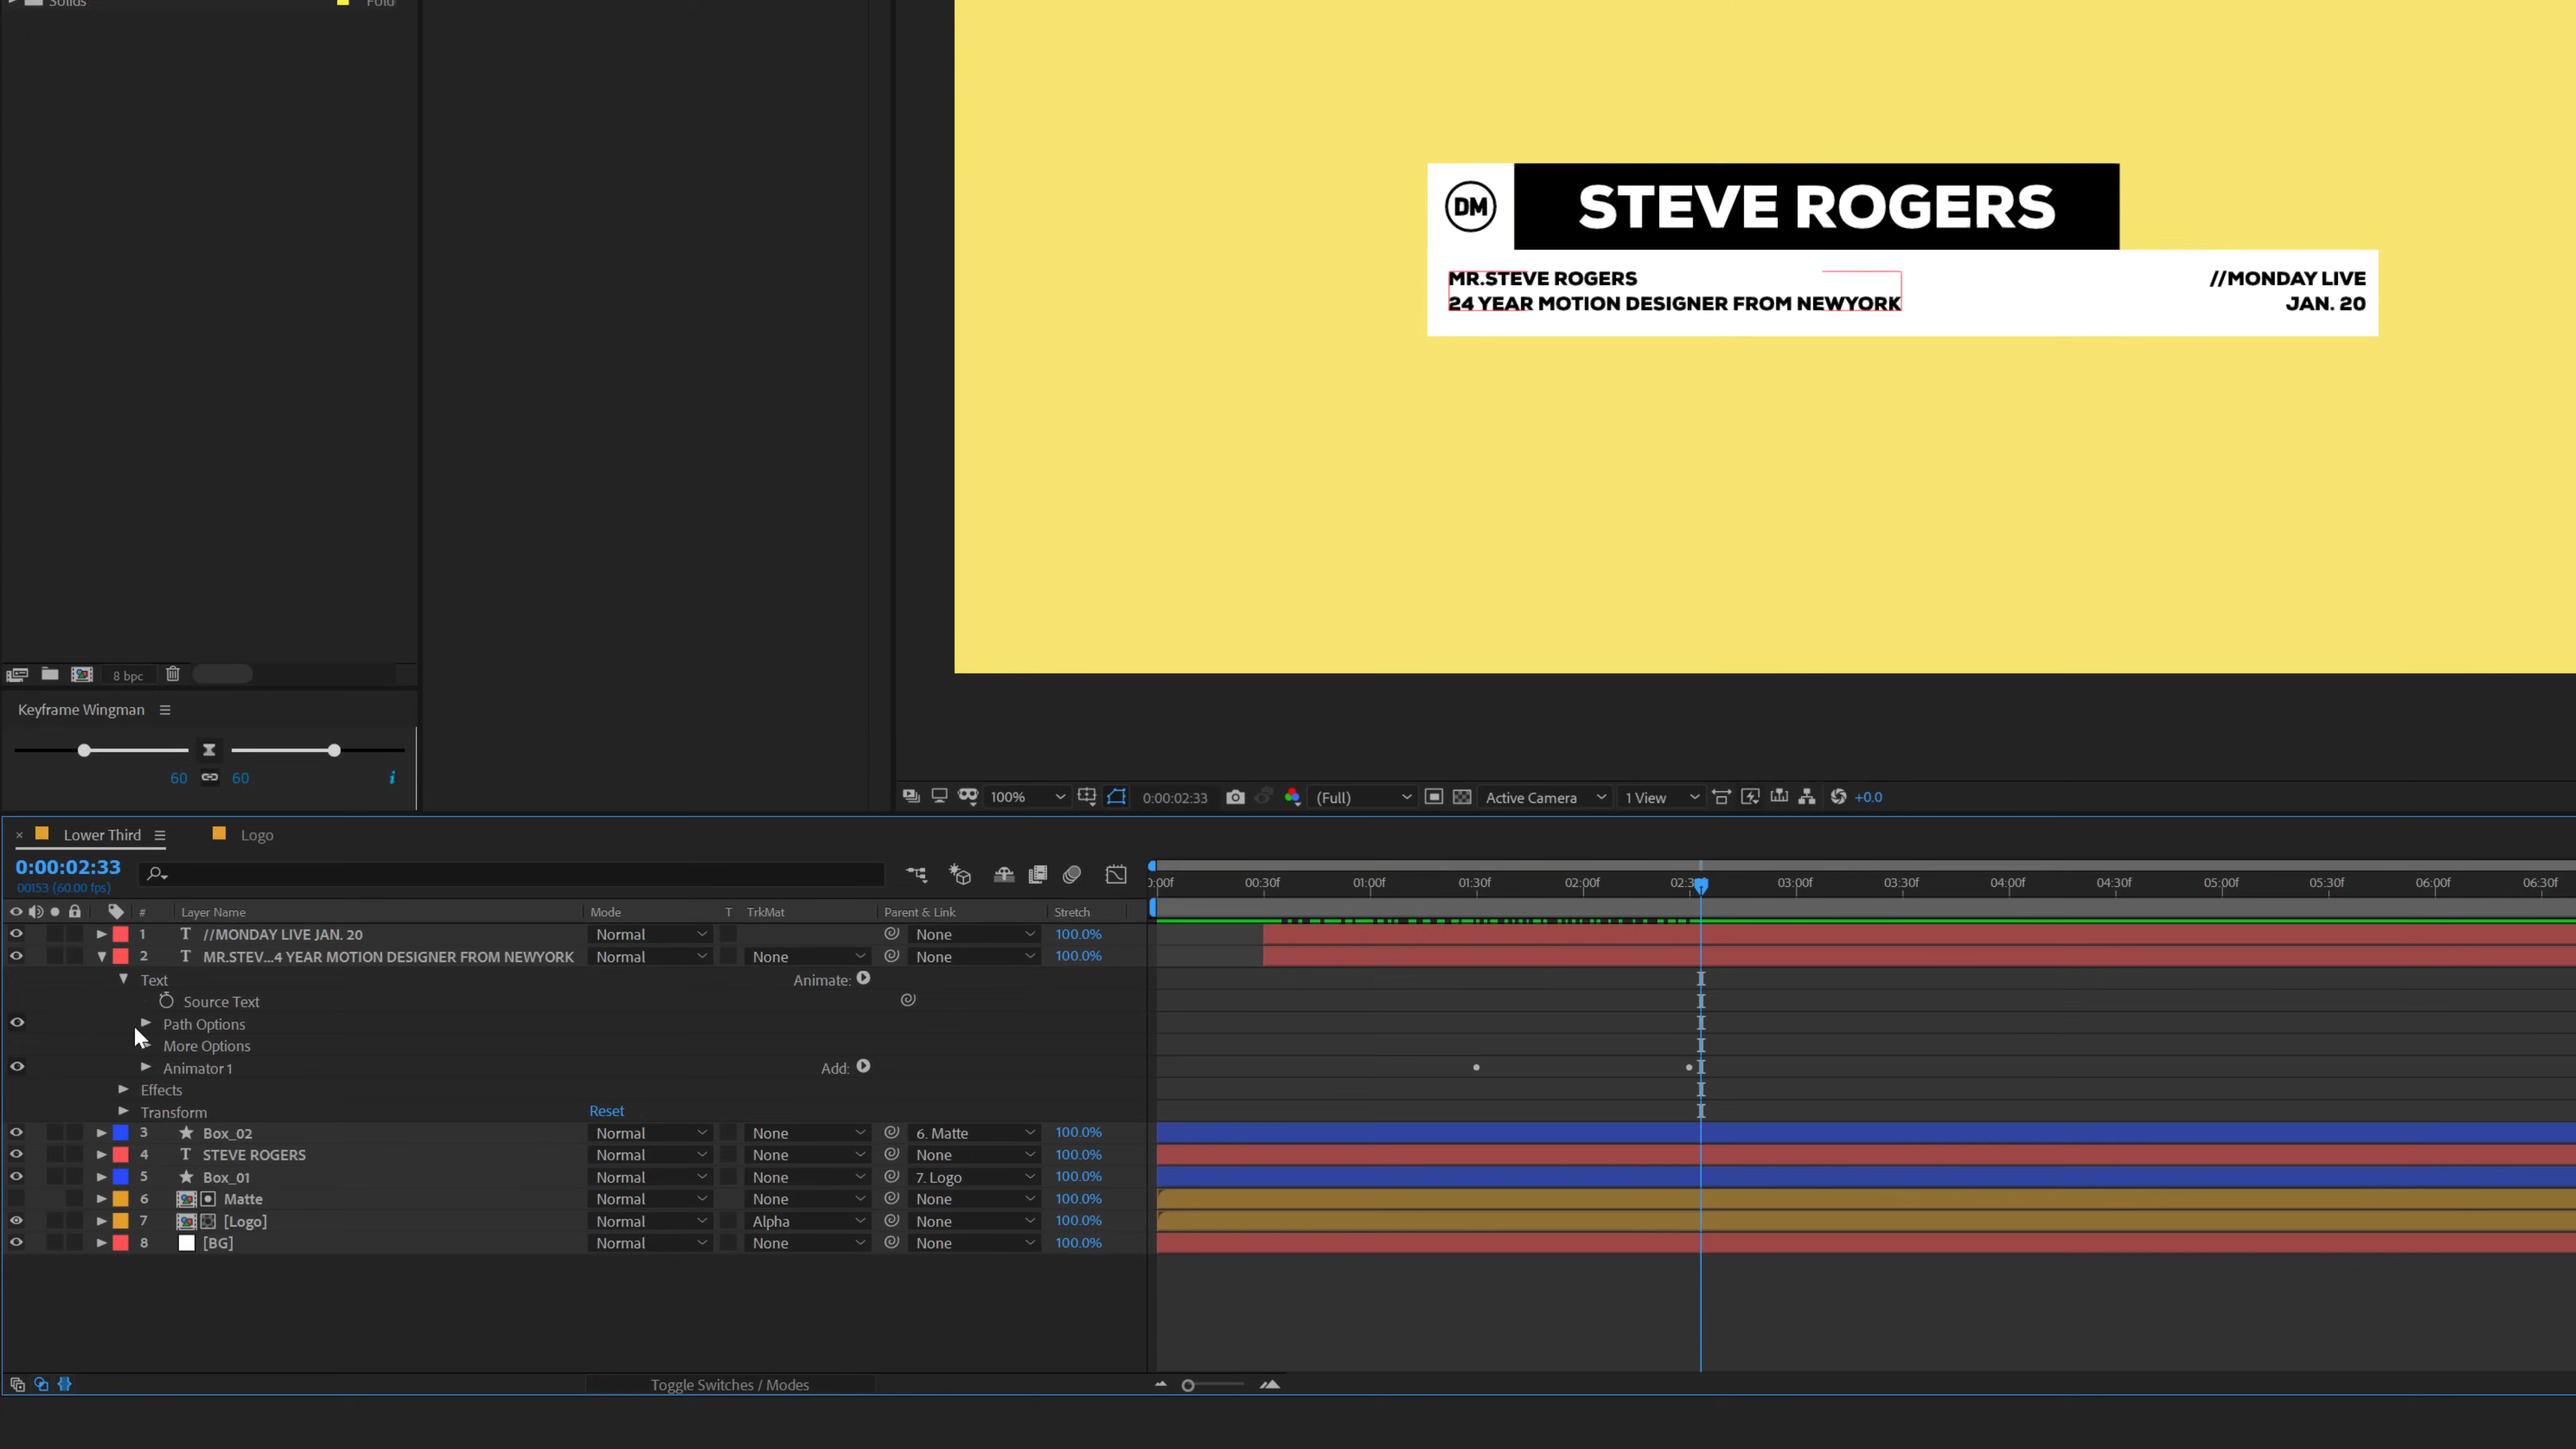 Solids Fold
DM
STEVE ROGERS
MR.STEVE ROGERS
24 YEAR MOTION DESIGNER FROM NEWYORK
//MONDAY LIVE
JAN. 20
8 bpc
Keyframe Wingman
60 60 i
100% 0:00:02:33 (Full) Active Camera 1 View +0.0
× Lower Third Logo
0:00:02:33
00153 (60.00 fps)
0:00f 00:30f 01:00f 01:30f 02:00f 02:3 03:00f 03:30f 04:00f 04:30f 05:00f 05:30f 06:00f 06:30f
# Layer Name Mode T TrkMat Parent & Link Stretch
1 T //MONDAY LIVE JAN. 20 Normal None 100.0%
2 T MR.STEV...4 YEAR MOTION DESIGNER FROM NEWYORK Normal None None 100.0%
Text Animate:
Source Text
Path Options
More Options
Animator 1 Add:
Effects
Transform Reset
3 Box_02 Normal None 6. Matte 100.0%
4 T STEVE ROGERS Normal None None 100.0%
5 Box_01 Normal None 7. Logo 100.0%
6 Matte Normal None None 100.0%
7 [Logo] Normal Alpha None 100.0%
8 [BG] Normal None None 100.0%
Toggle Switches / Modes